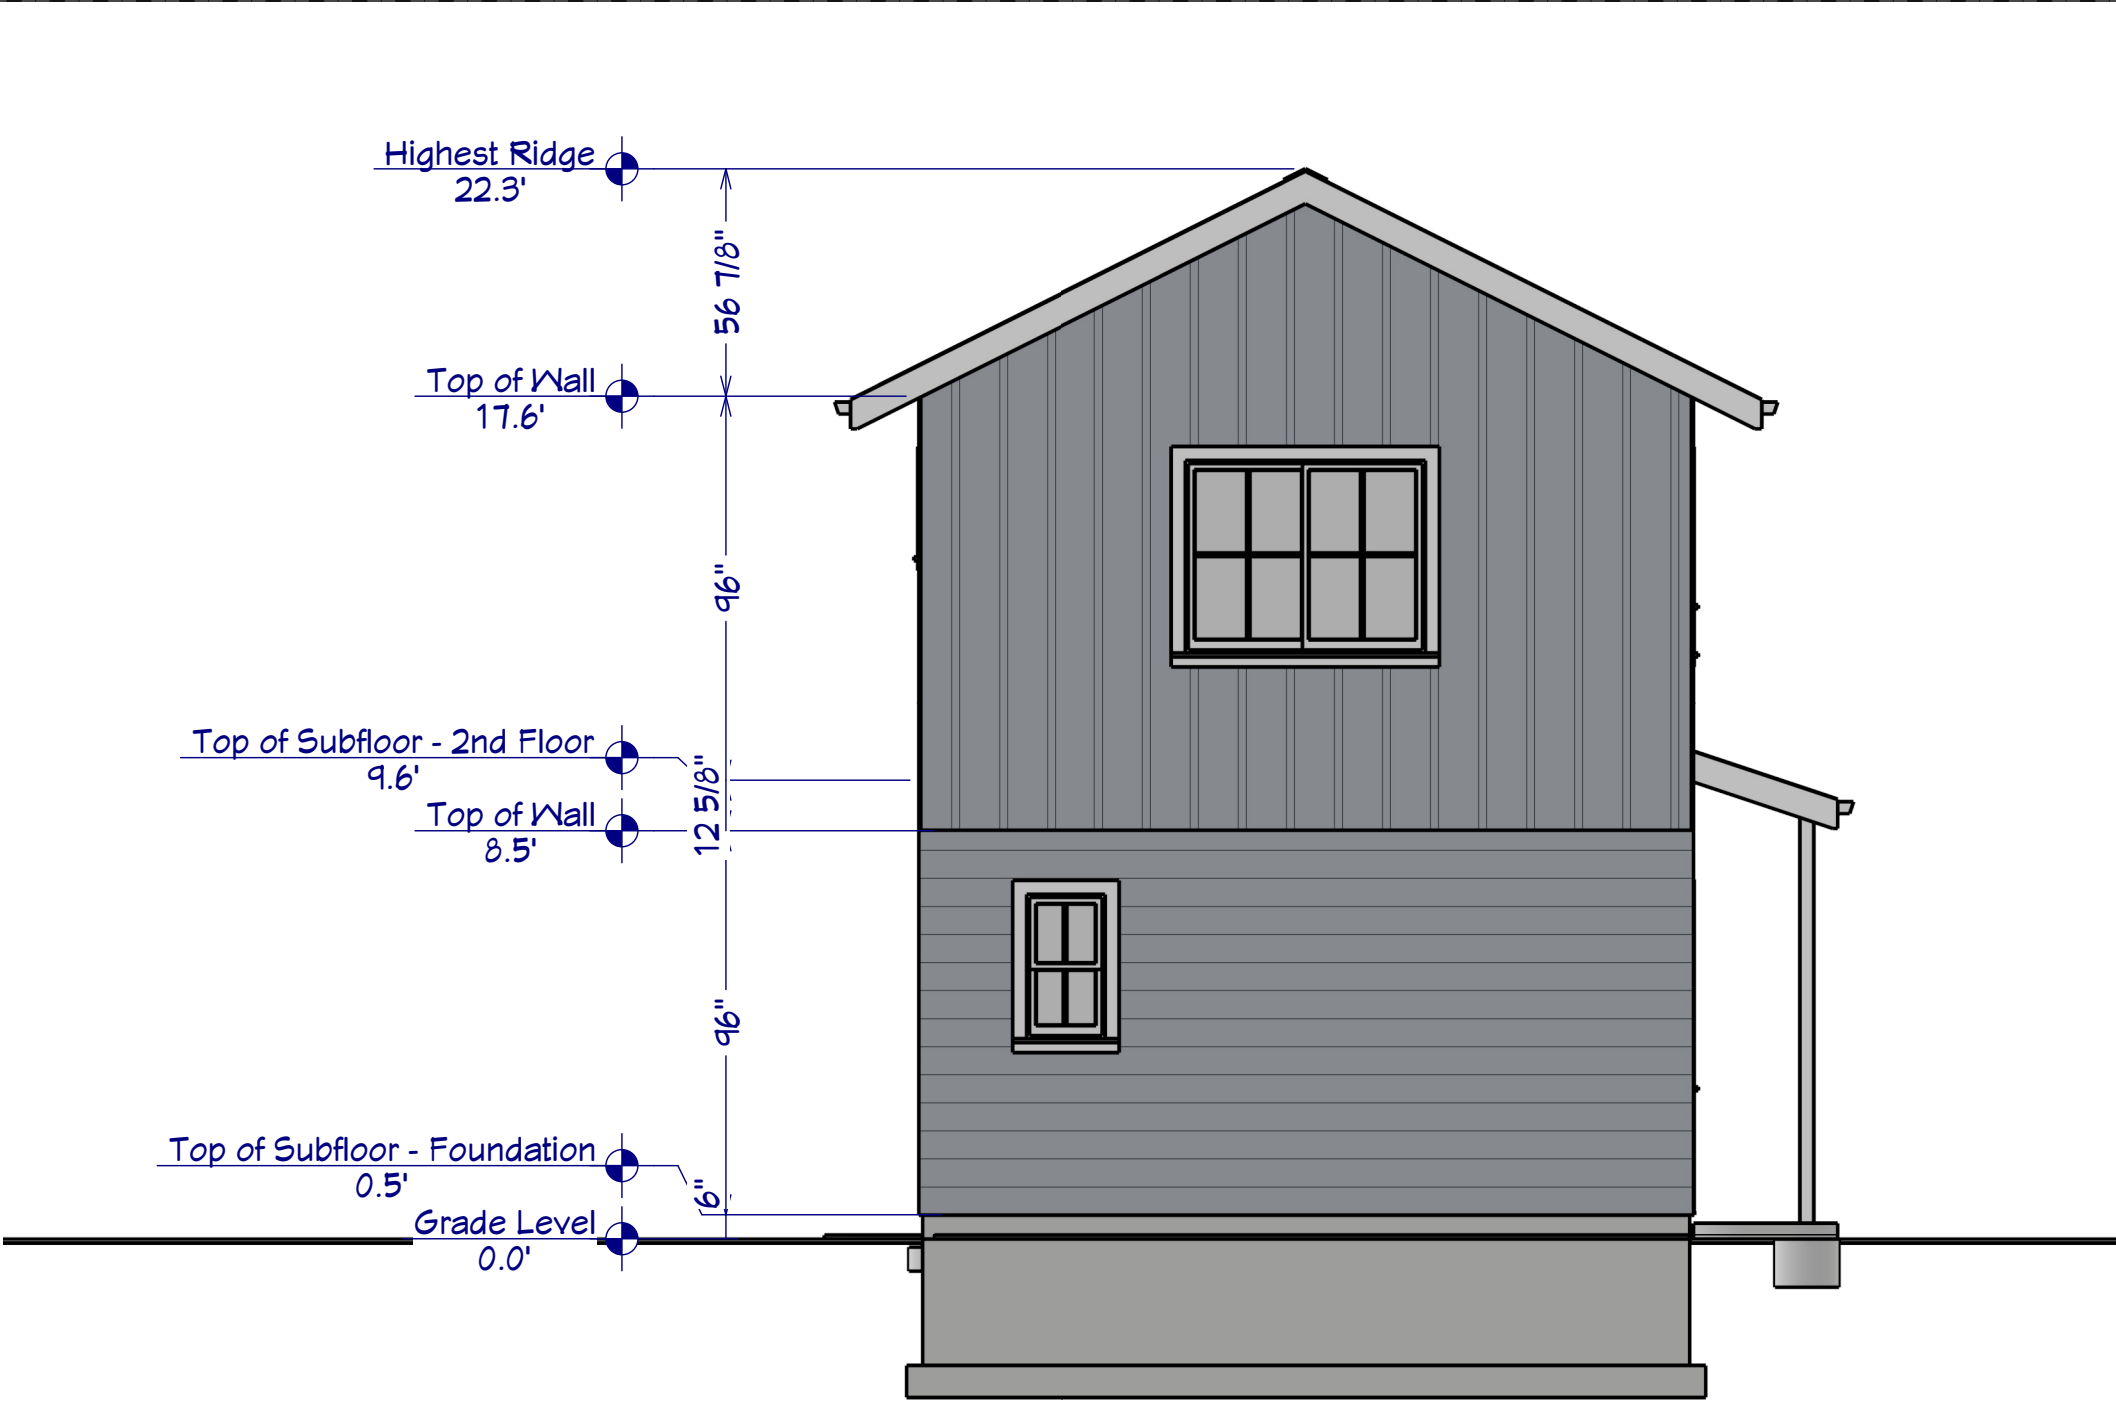 Highest Ridge
22.3'
56 7/8"
Top of Wall
17.6'
96"
Top of Subfloor - 2nd Floor
9.6'
12 5/8"
Top of Wall
8.5'
96"
Top of Subfloor - Foundation
0.5'
6"
Grade Level
0.0'